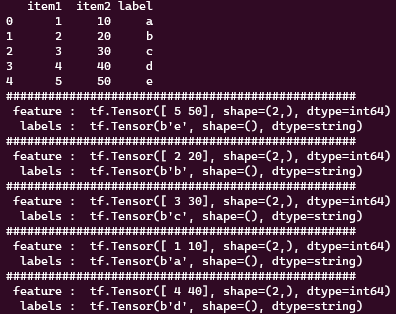 item1  item2 label
0      1     10     a
1      2     20     b
2      3     30     c
3      4     40     d
4      5     50     e
##################################################
 feature :  tf.Tensor([ 5 50], shape=(2,), dtype=int64)
  labels :  tf.Tensor(b'e', shape=(), dtype=string)
##################################################
 feature :  tf.Tensor([ 2 20], shape=(2,), dtype=int64)
  labels :  tf.Tensor(b'b', shape=(), dtype=string)
##################################################
 feature :  tf.Tensor([ 3 30], shape=(2,), dtype=int64)
  labels :  tf.Tensor(b'c', shape=(), dtype=string)
##################################################
 feature :  tf.Tensor([ 1 10], shape=(2,), dtype=int64)
  labels :  tf.Tensor(b'a', shape=(), dtype=string)
##################################################
 feature :  tf.Tensor([ 4 40], shape=(2,), dtype=int64)
  labels :  tf.Tensor(b'd', shape=(), dtype=string)